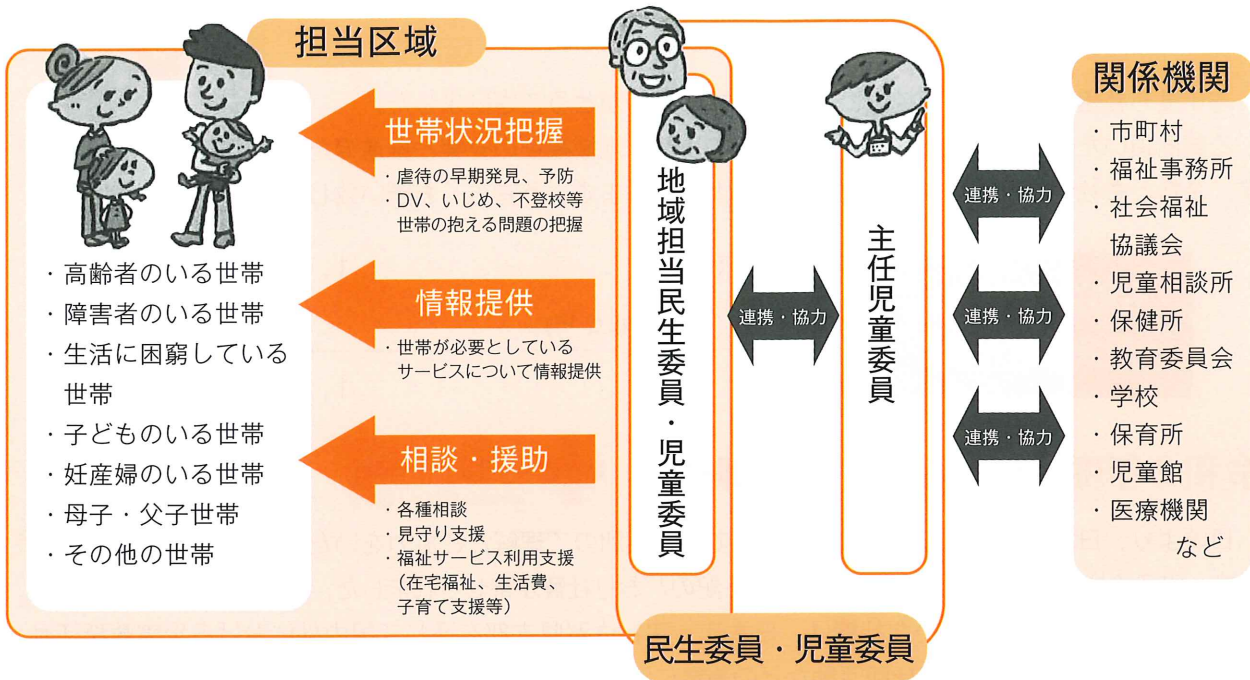 担当区域
・高齢者のいる世帯
・障害者のいる世帯
・生活に困窮している
世帯
・子どものいる世帯
・妊産婦のいる世帯
・母子・父子世帯
・その他の世帯
世帯状況把握
・虐待の早期発見、予防
・DV、いじめ、不登校等
世帯の抱える問題の把握
情報提供
・世帯が必要としている
サービスについて情報提供
相談・援助
・各種相談
・見守り支援
・福祉サービス利用支援
(在宅福祉、生活費、
子育て支援等)
地域担当民生委員・児童委員
連携・協力
主任児童委員
民生委員・児童委員
連携・協力
連携・協力
連携・協力
関係機関
・市町村
・福祉事務所
・社会福祉
協議会
・児童相談所
・保健所
・教育委員会
・学校
・保育所
・児童館
・医療機関
など